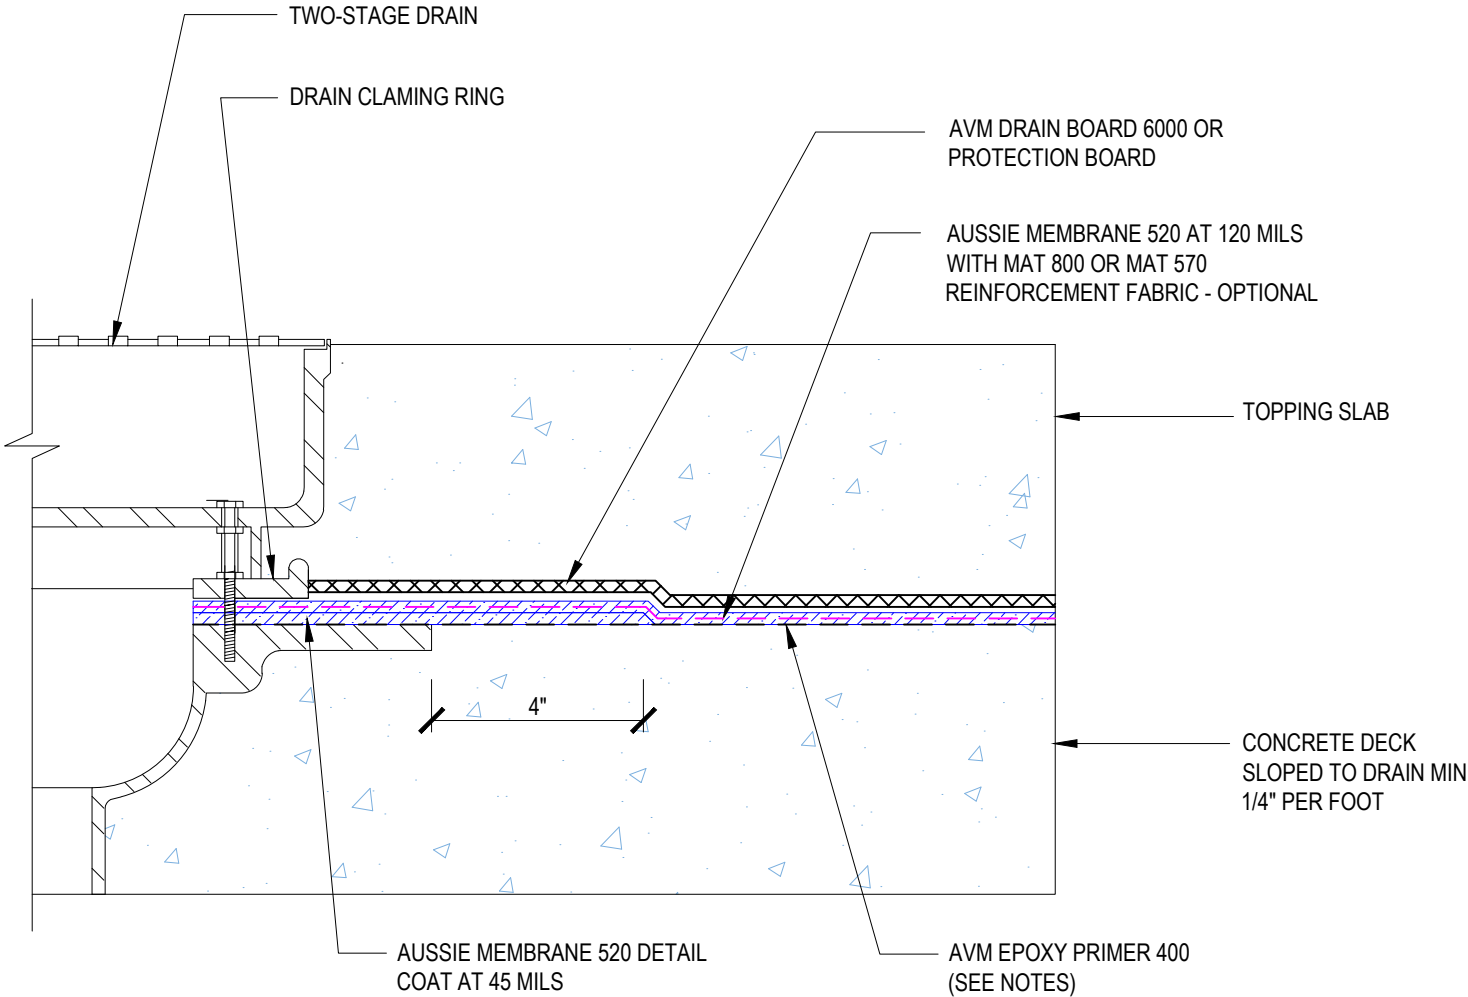 TWO-STAGE DRAIN
DRAIN CLAMING RING
AVM DRAIN BOARD 6000 OR
PROTECTION BOARD
AUSSIE MEMBRANE 520 AT 120 MILS
WITH MAT 800 OR MAT 570
REINFORCEMENT FABRIC - OPTIONAL
TOPPING SLAB
4"
CONCRETE DECK
SLOPED TO DRAIN MIN
1/4" PER FOOT
AUSSIE MEMBRANE 520 DETAIL
COAT AT 45 MILS
AVM EPOXY PRIMER 400
(SEE NOTES)